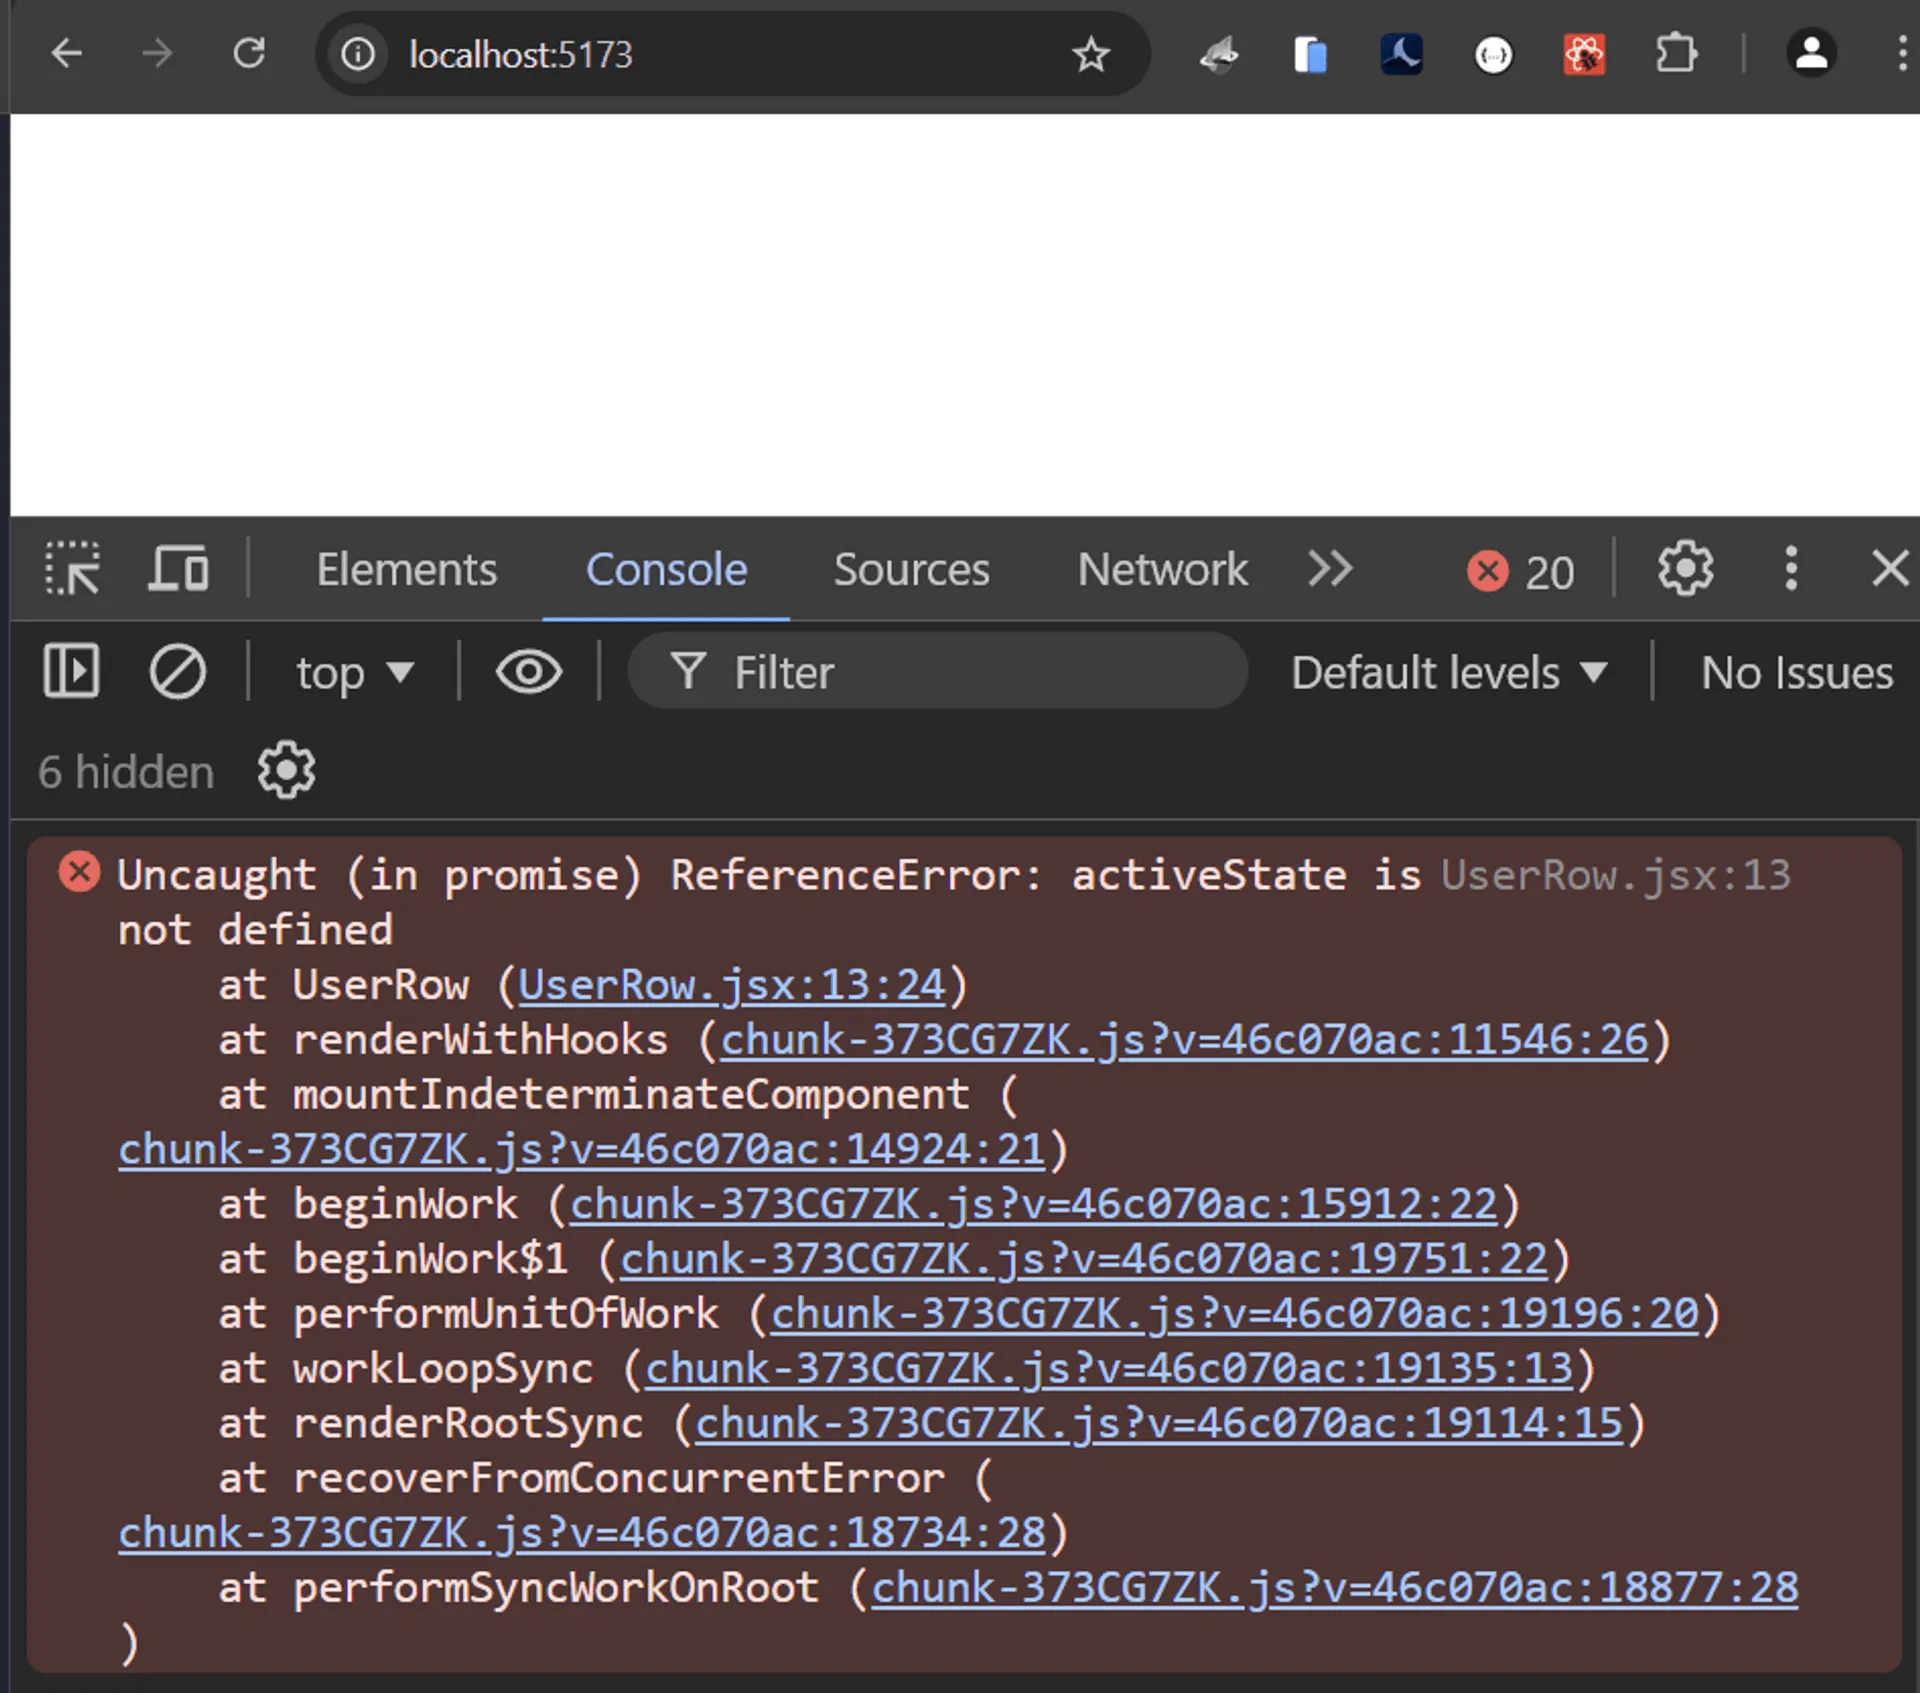 localhost:5173
Elements Console Sources Network 20
top Filter Default levels No Issues
6 hidden
Uncaught (in promise) ReferenceError: activeState is UserRow.jsx:13
not defined
at UserRow (UserRow.jsx:13:24)
at renderWithHooks (chunk-373CG7ZK.js?v=46c070ac:11546:26)
at mountIndeterminateComponent (
chunk-373CG7ZK.js?v=46c070ac:14924:21)
at beginWork (chunk-373CG7ZK.js?v=46c070ac:15912:22)
at beginWork$1 (chunk-373CG7ZK.js?v=46c070ac:19751:22)
at performUnitOfWork (chunk-373CG7ZK.js?v=46c070ac:19196:20)
at workLoopSync (chunk-373CG7ZK.js?v=46c070ac:19135:13)
at renderRootSync (chunk-373CG7ZK.js?v=46c070ac:19114:15)
at recoverFromConcurrentError (
chunk-373CG7ZK.js?v=46c070ac:18734:28)
at performSyncWorkOnRoot (chunk-373CG7ZK.js?v=46c070ac:18877:28
)